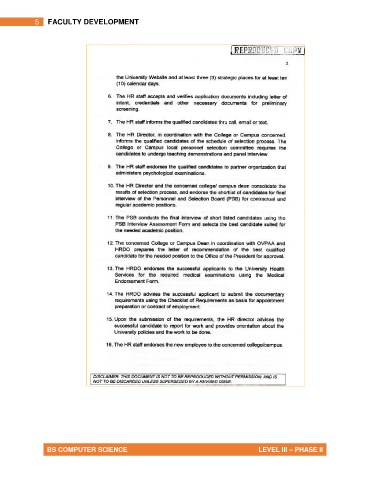 5 FACULTY DEVELOPMENT
REPRODUCED COPY
2
the University Website and at least three (3) strategic places for at least ten
(10) calendar days.
6. The HR staff accepts and verifies application documents including letter of
intent, credentials and other necessary documents for preliminary
screening.
7. The HR staff informs the qualified candidates thru call, email or text.
8. The HR Director, in coordination with the College or Campus concerned,
informs the qualified candidates of the schedule of selection process. The
College or Campus local personnel selection committee requires the
candidates to undergo teaching demonstrations and panel interview.
9. The HR staff endorses the qualified candidates to partner organization that
administers psychological examinations.
10. The HR Director and the concerned college/ campus dean consolidate the
results of selection process, and endorse the shortlist of candidates for final
interview of the Personnel and Selection Board (PSB) for contractual and
regular academic positions.
11. The PSB conducts the final interview of short listed candidates using the
PSB Interview Assessment Form and selects the best candidate suited for
the needed academic position.
12. The concerned College or Campus Dean in coordination with OVPAA and
HRDO prepares the letter of recommendation of the best qualified
candidate for the needed position to the Office of the President for approval.
13. The HRDO endorses the successful applicants to the University Health
Services for the required medical examinations using the Medical
Endorsement Form.
14. The HRDO advises the successful applicant to submit the documentary
requirements using the Checklist of Requirements as basis for appointment
preparation or contract of employment.
15. Upon the submission of the requirements, the HR director advices the
successful candidate to report for work and provides orientation about the
University policies and the work to be done.
16. The HR staff endorses the new employee to the concerned college/campus.
DISCLAIMER: THIS DOCUMENT IS NOT TO BE REPRODUCED WITHOUT PERMISSION, AND IS
NOT TO BE DISCARDED UNLESS SUPERSEDED BY A REVISED ISSUE.
BS COMPUTER SCIENCE LEVEL III – PHASE II